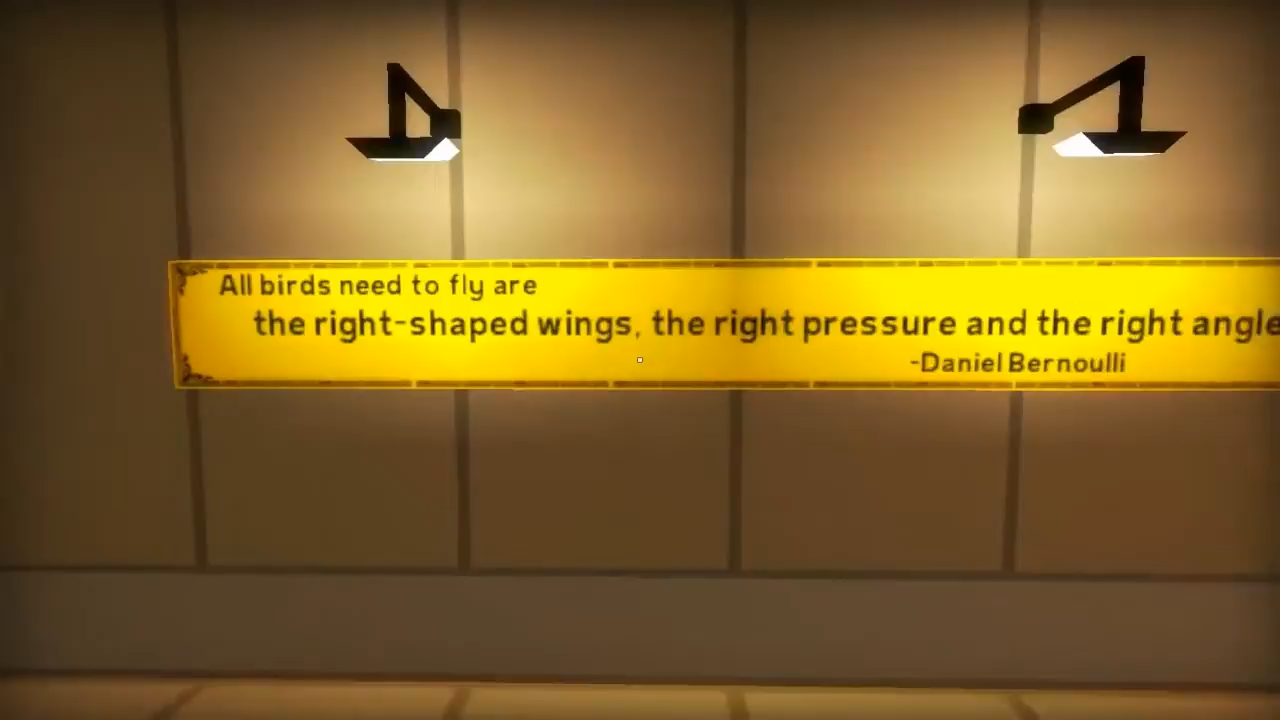 All birds need to fly are
the right-shaped wings, the right pressure and the right angle
-Daniel Bernoulli